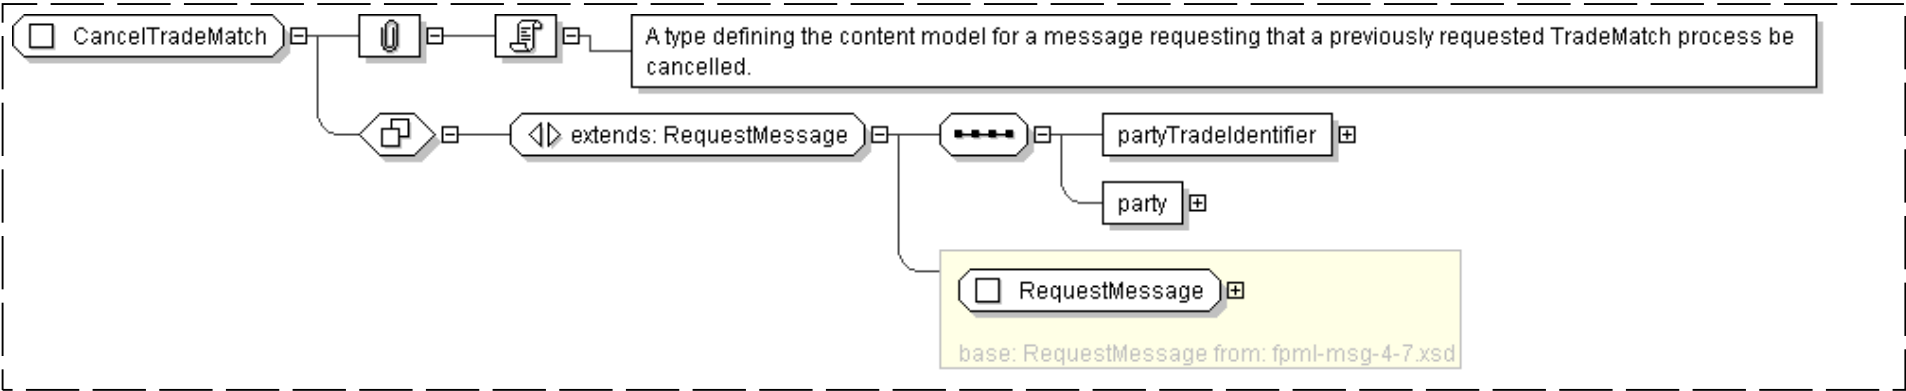 CancelTradeMatch
A type defining the content model for a message requesting that a previously requested TradeMatch process be
cancelled.
extends: RequestMessage
partyTradeIdentifier
party
RequestMessage
base: RequestMessage from: fpml-msg-4-7.xsd